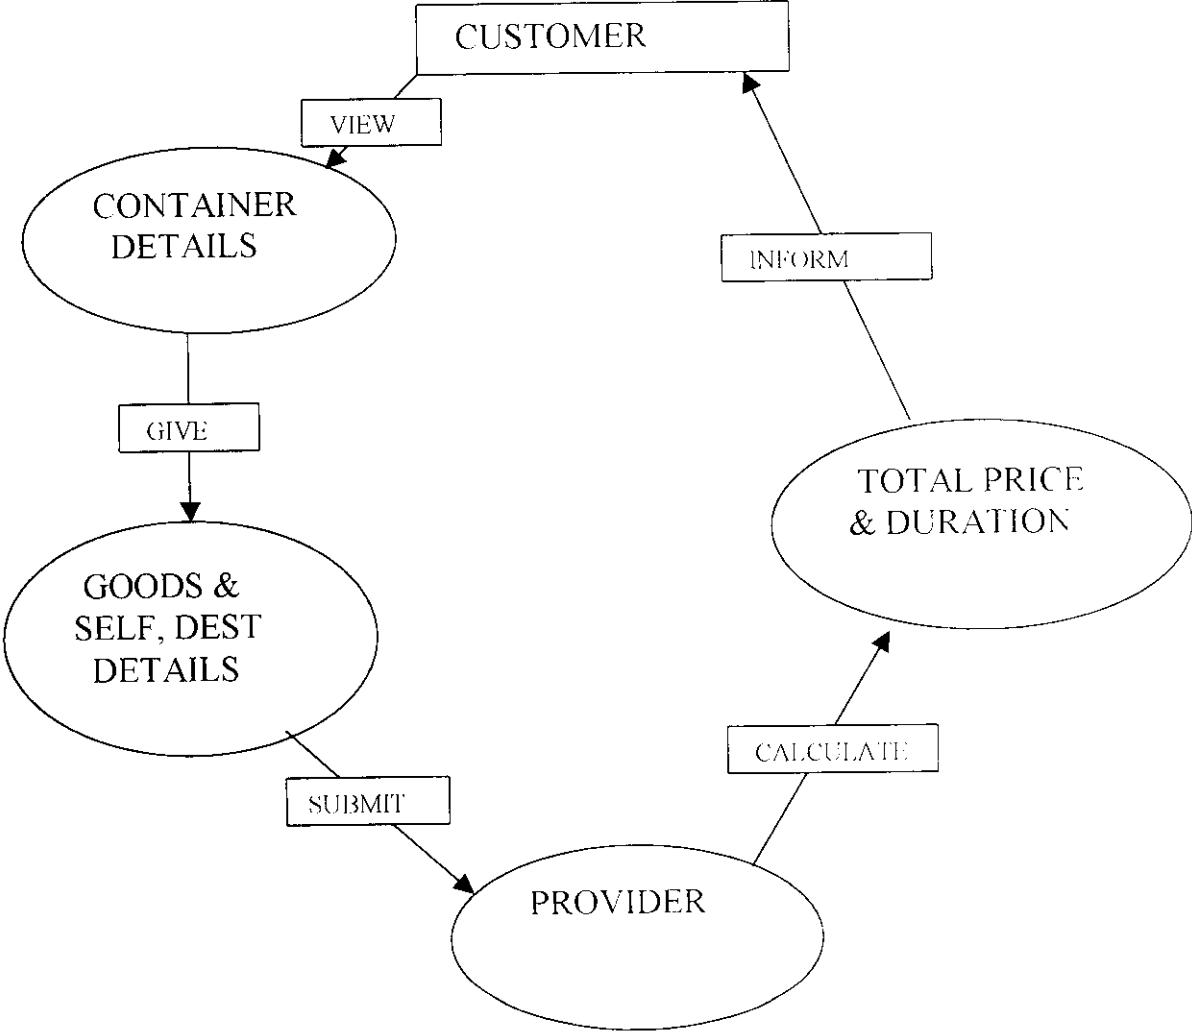 CUSTOMER
VIEW
CONTAINER
DETAILS
INFORM
GIVE
TOTAL PRICE
& DURATION
GOODS &
SELF, DEST
DETAILS
CALCULATE
SUBMIT
PROVIDER